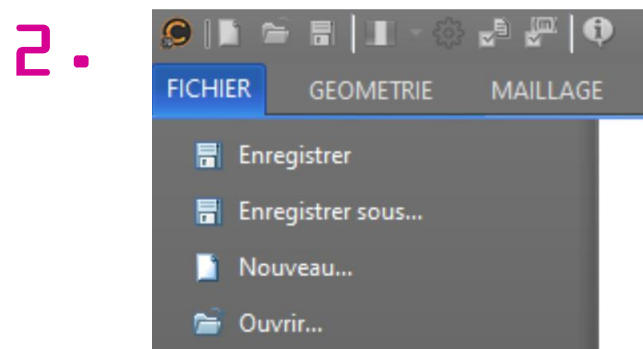 2.
FICHIER GEOMETRIE MAILLAGE
Enregistrer
Enregistrer sous...
Nouveau...
Ouvrir...